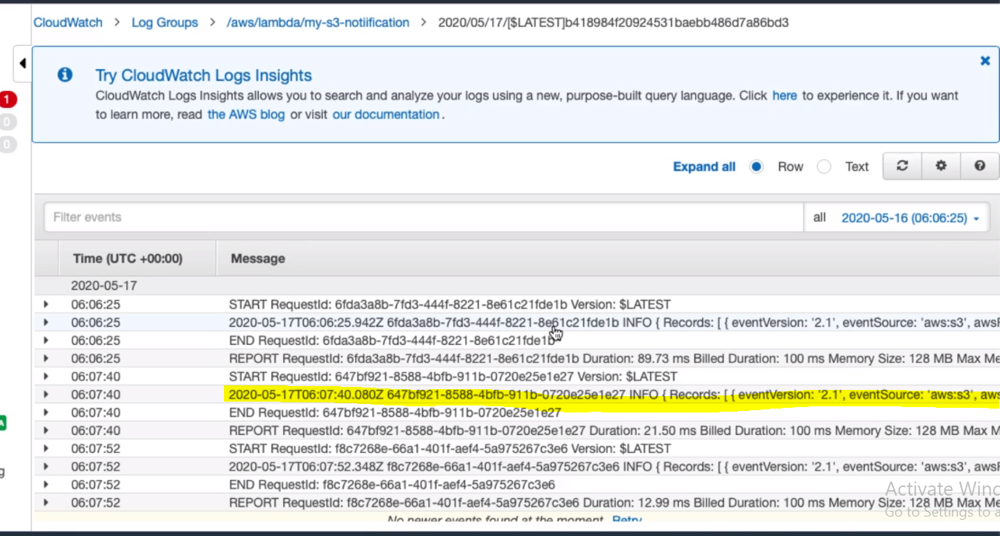 CloudWatch > Log Groups > /aws/lambda/my-s3-notiification > 2020/05/17/[$LATEST]b418984f20924531baebb486d7a86bd3
Try CloudWatch Logs Insights
CloudWatch Logs Insights allows you to search and analyze your logs using a new, purpose-built query language. Click here to experience it. If you want
to learn more, read the AWS blog or visit our documentation.
1
0
0
Expand all Row Text
Filter events all 2020-05-16 (06:06:25)
Time (UTC +00:00) Message
2020-05-17
06:06:25 START RequestId: 6fda3a8b-7fd3-444f-8221-8e61c21fde1b Version: $LATEST
06:06:25 2020-05-17T06:06:25.942Z 6fda3a8b-7fd3-444f-8221-8e61c21fde1b INFO { Records: [ { eventVersion: '2.1', eventSource: 'aws:s3', awsF
06:06:25 END RequestId: 6fda3a8b-7fd3-444f-8221-8e61c21fde1b
06:06:25 REPORT RequestId: 6fda3a8b-7fd3-444f-8221-8e61c21fde1b Duration: 89.73 ms Billed Duration: 100 ms Memory Size: 128 MB Max Me
06:07:40 START RequestId: 647bf921-8588-4bfb-911b-0720e25e1e27 Version: $LATEST
06:07:40 2020-05-17T06:07:40.080Z 647bf921-8588-4bfb-911b-0720e25e1e27 INFO { Records: [ { eventVersion: '2.1', eventSource: 'aws:s3', aws
06:07:40 END RequestId: 647bf921-8588-4bfb-911b-0720e25e1e27
06:07:40 REPORT RequestId: 647bf921-8588-4bfb-911b-0720e25e1e27 Duration: 21.50 ms Billed Duration: 100 ms Memory Size: 128 MB Max M
06:07:52 START RequestId: f8c7268e-66a1-401f-aef4-5a975267c3e6 Version: $LATEST
06:07:52 2020-05-17T06:07:52.348Z f8c7268e-66a1-401f-aef4-5a975267c3e6 INFO { Records: [ { eventVersion: '2.1', eventSource: 'aws:s3', awsF
06:07:52 END RequestId: f8c7268e-66a1-401f-aef4-5a975267c3e6
06:07:52 REPORT RequestId: f8c7268e-66a1-401f-aef4-5a975267c3e6 Duration: 12.99 ms Billed Duration: 100 ms Memory Size: 128 MB Max Me
No newer events found at the moment. Retry.
Activate Wind
Go to Settings to a